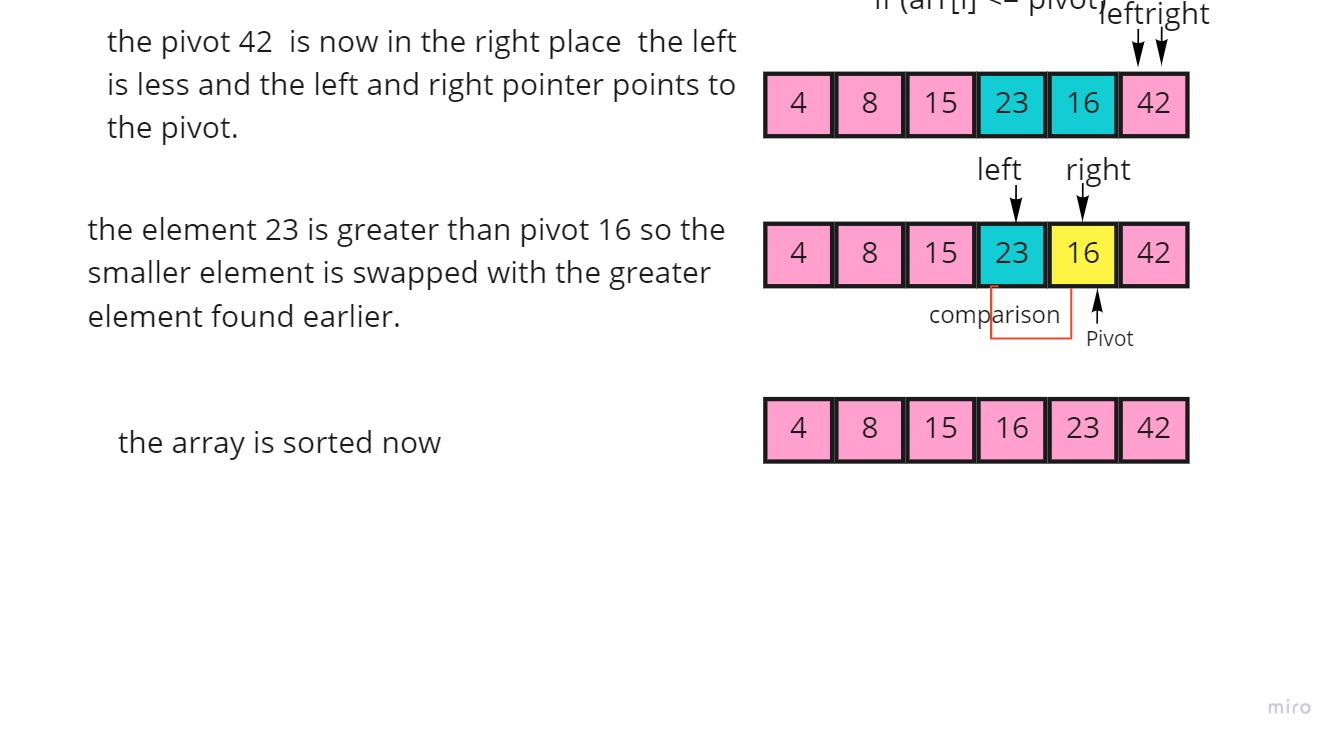 if (arr[i] <= pivot)
left right
the pivot 42  is now in the right place  the left
is less and the left and right pointer points to
the pivot.
4 8 15 23 16 42
left right
the element 23 is greater than pivot 16 so the
smaller element is swapped with the greater
element found earlier.
4 8 15 23 16 42
comparison
Pivot
the array is sorted now
4 8 15 16 23 42
miro